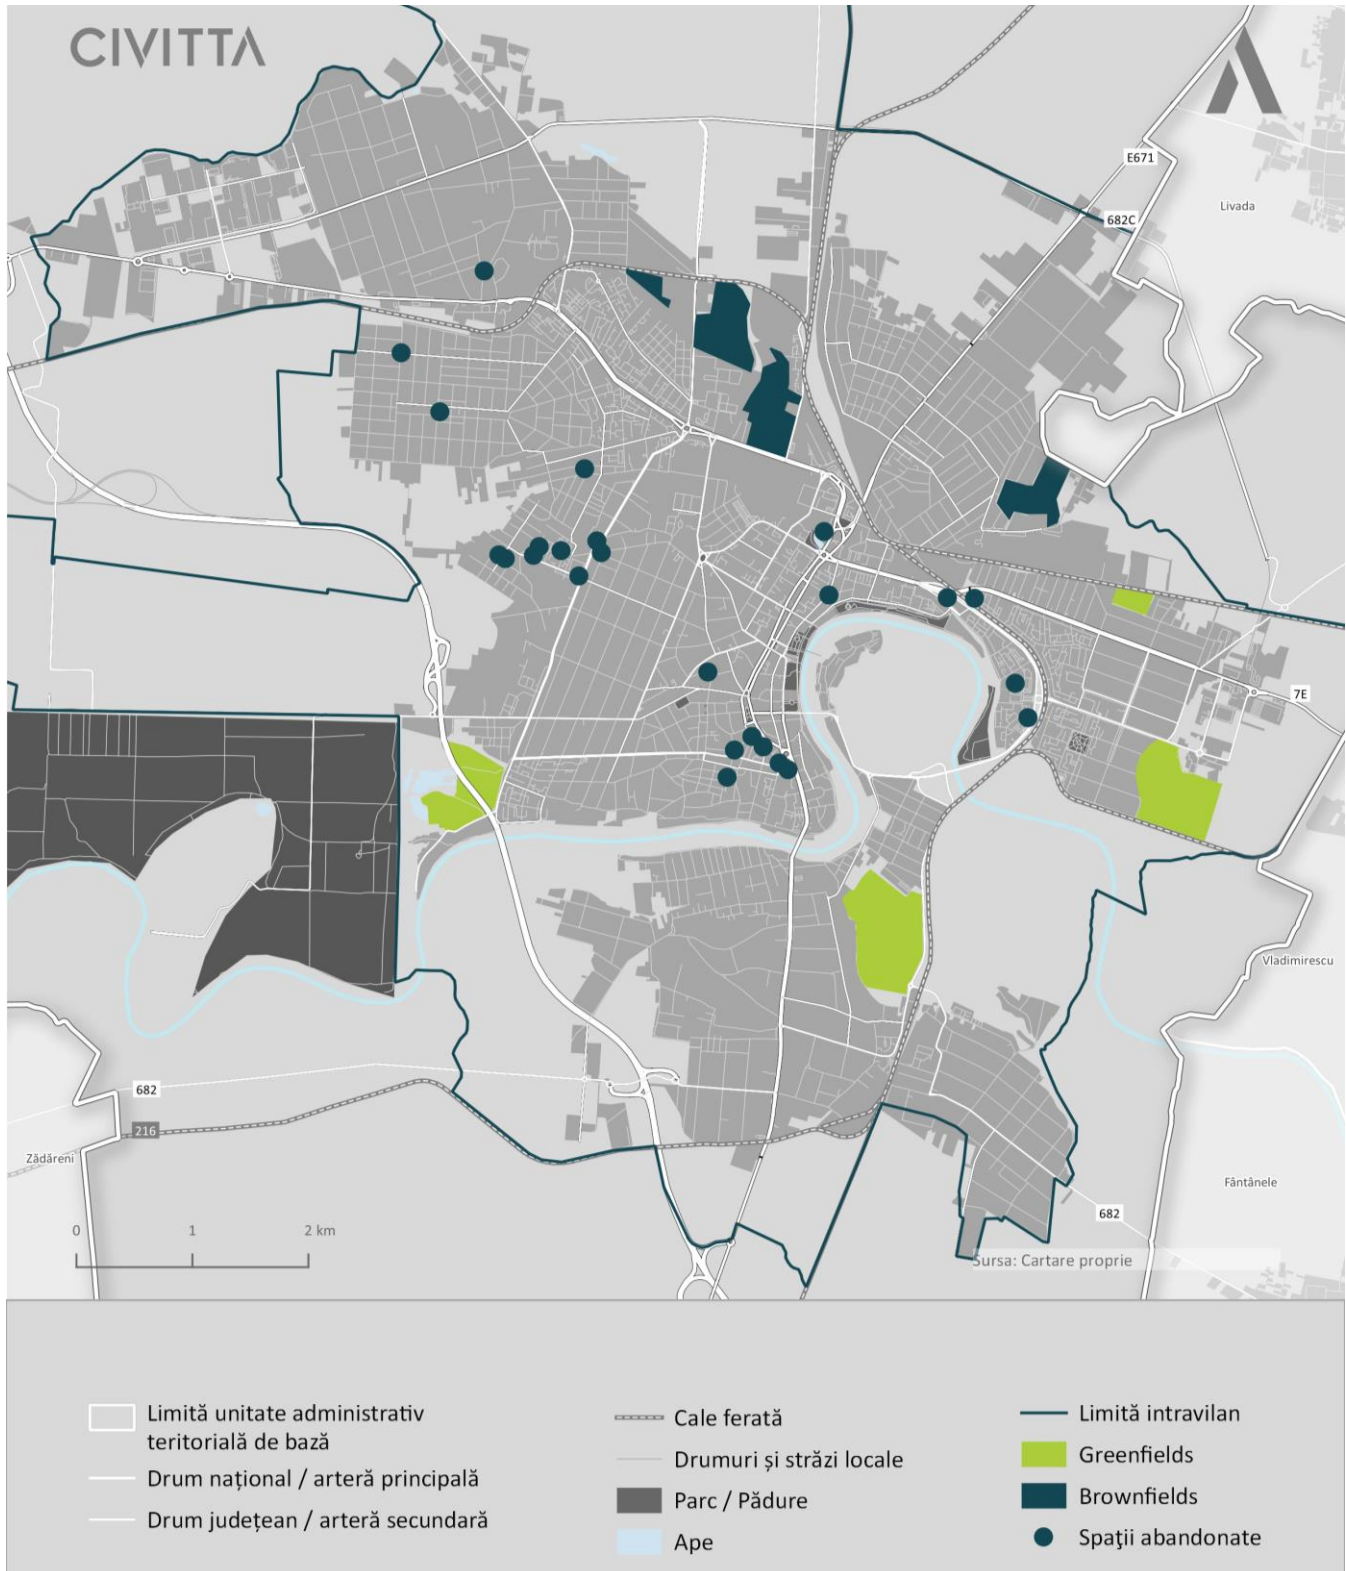 CIVITTA
E671
Livada
682C
7E
Vladimirescu
682
216
Zădăreni
Fântânele
682
0 1 2 km
Sursa: Cartare proprie
Limită unitate administrativ
teritorială de bază
Drum național / arteră principală
Drum județean / arteră secundară
Cale ferată
Drumuri și străzi locale
Parc / Pădure
Ape
Limită intravilan
Greenfields
Brownfields
Spaţii abandonate